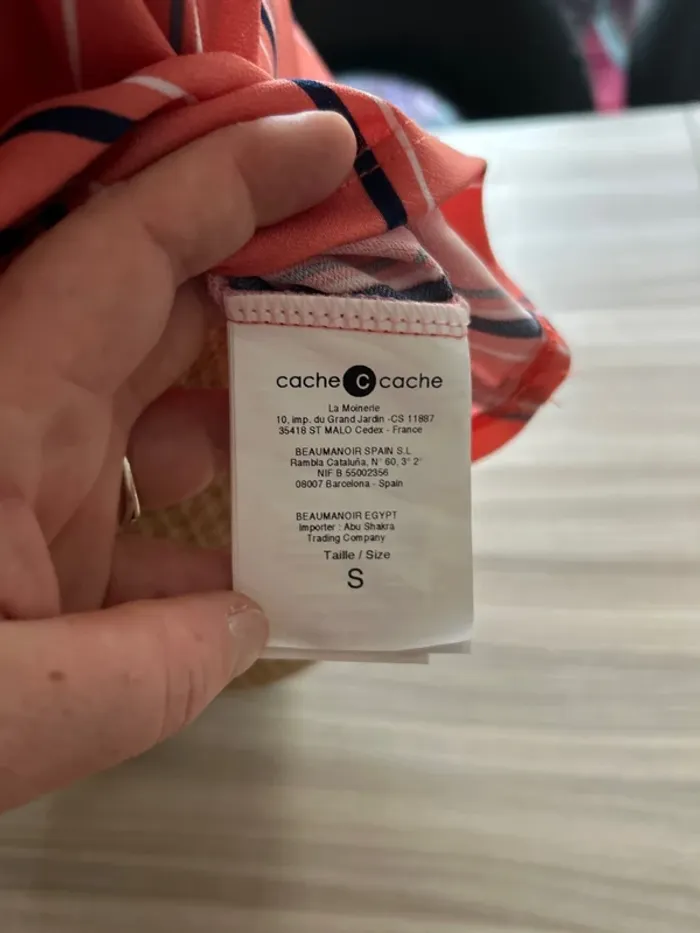 cache c cache
La Moinerie
10, imp. du Grand Jardin -CS 11887
35418 ST MALO Cedex - France
BEAUMANOIR SPAIN S.L
Rambla Cataluña, N° 60, 3° 2°
NIF B 55002356
08007 Barcelona - Spain
BEAUMANOIR EGYPT
Importer : Abu Shakra
Trading Company
Taille / Size
S